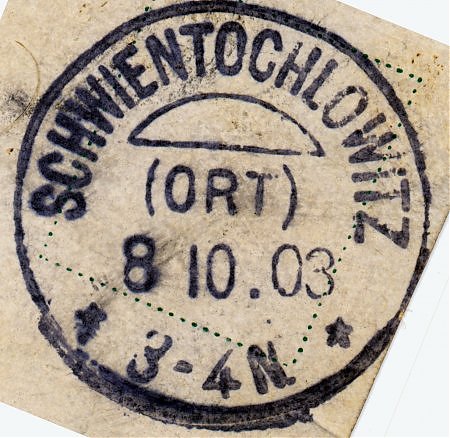 SCHWIENTOCHLOWITZ
(ORT)
8 10.03
* 3-4N. *